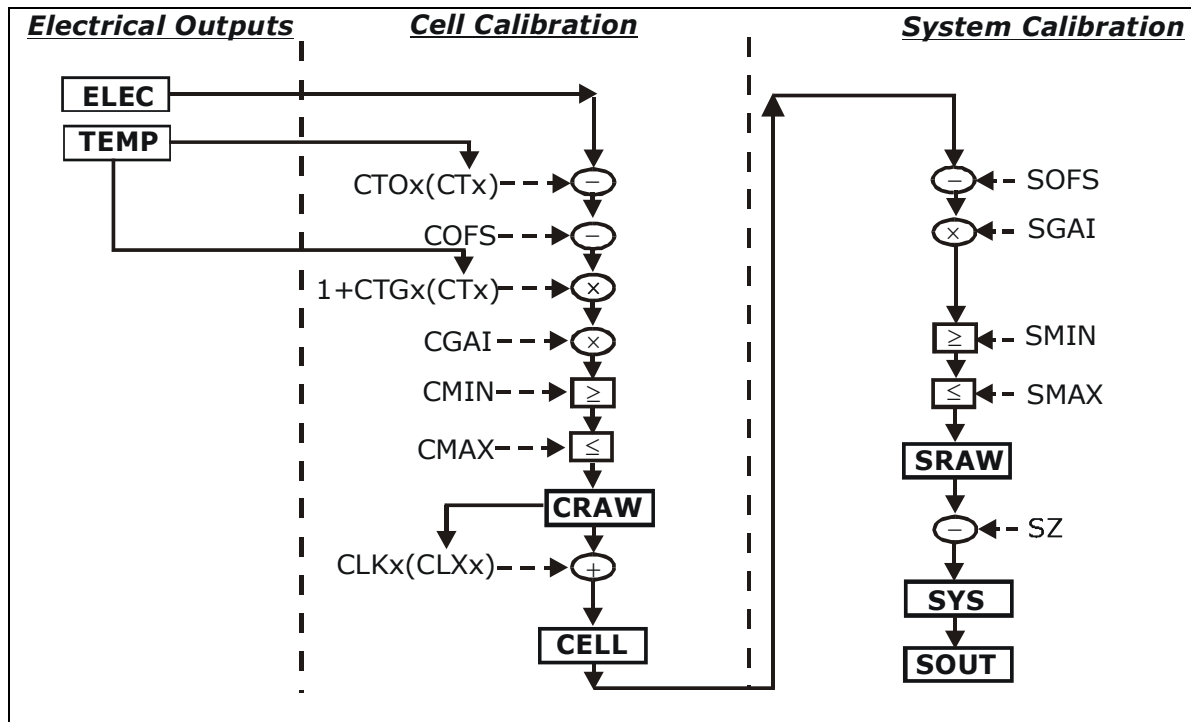 Electrical Outputs
Cell Calibration
System Calibration
ELEC
TEMP
CTOx(CTx)
−
COFS
−
1+CTGx(CTx)
×
CGAI
×
CMIN
≥
CMAX
≤
CRAW
CLKx(CLXx)
+
CELL
−
SOFS
×
SGAI
≥
SMIN
≤
SMAX
SRAW
−
SZ
SYS
SOUT